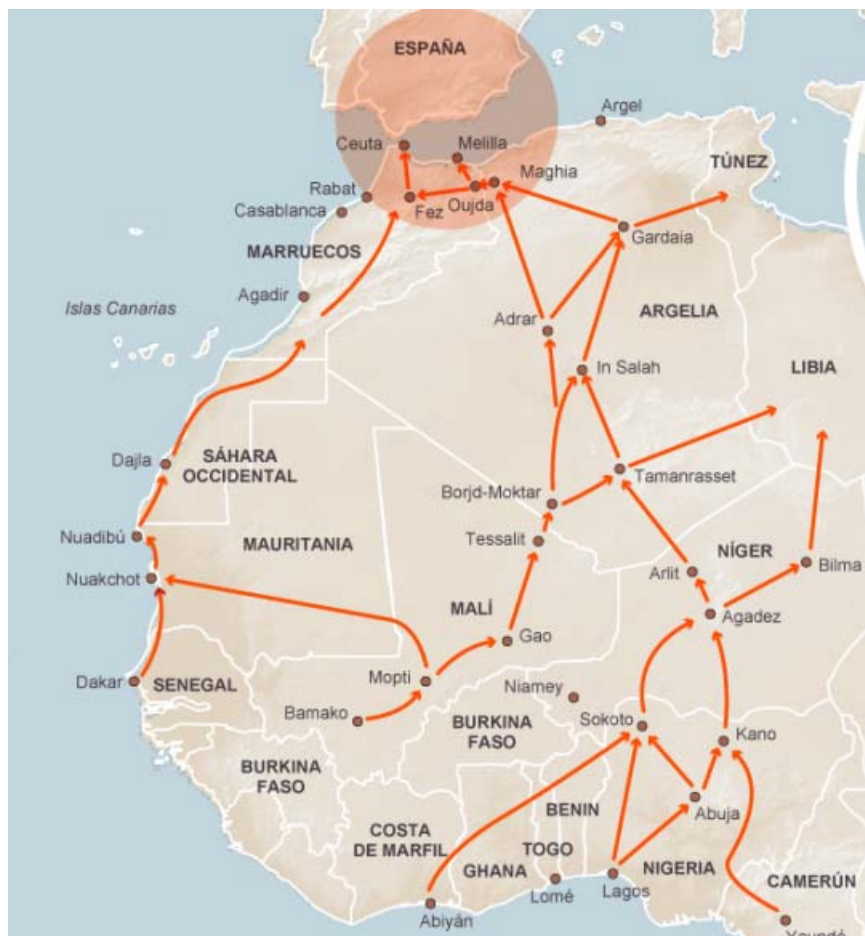 ESPAÑA
Argel
Ceuta
Melilla
TÚNEZ
Maghia
Rabat
Oujda
Fez
Casablanca
Gardaia
MARRUECOS
Agadir
Islas Canarias
ARGELIA
Adrar
In Salah
LIBIA
SÁHARA
OCCIDENTAL
Dajla
Tamanrasset
Borjd-Moktar
Nuadibú
MAURITANIA
Tessalit
NÍGER
Nuakchot
Arlit
Bilma
MALÍ
Agadez
Gao
Dakar
SENEGAL
Mopti
Niamey
Bamako
BURKINA
FASO
Sokoto
Kano
BURKINA
FASO
BENIN
Abuja
COSTA
DE MARFIL
TOGO
GHANA
NIGERIA
Lagos
CAMERÚN
Lomé
Abiyán